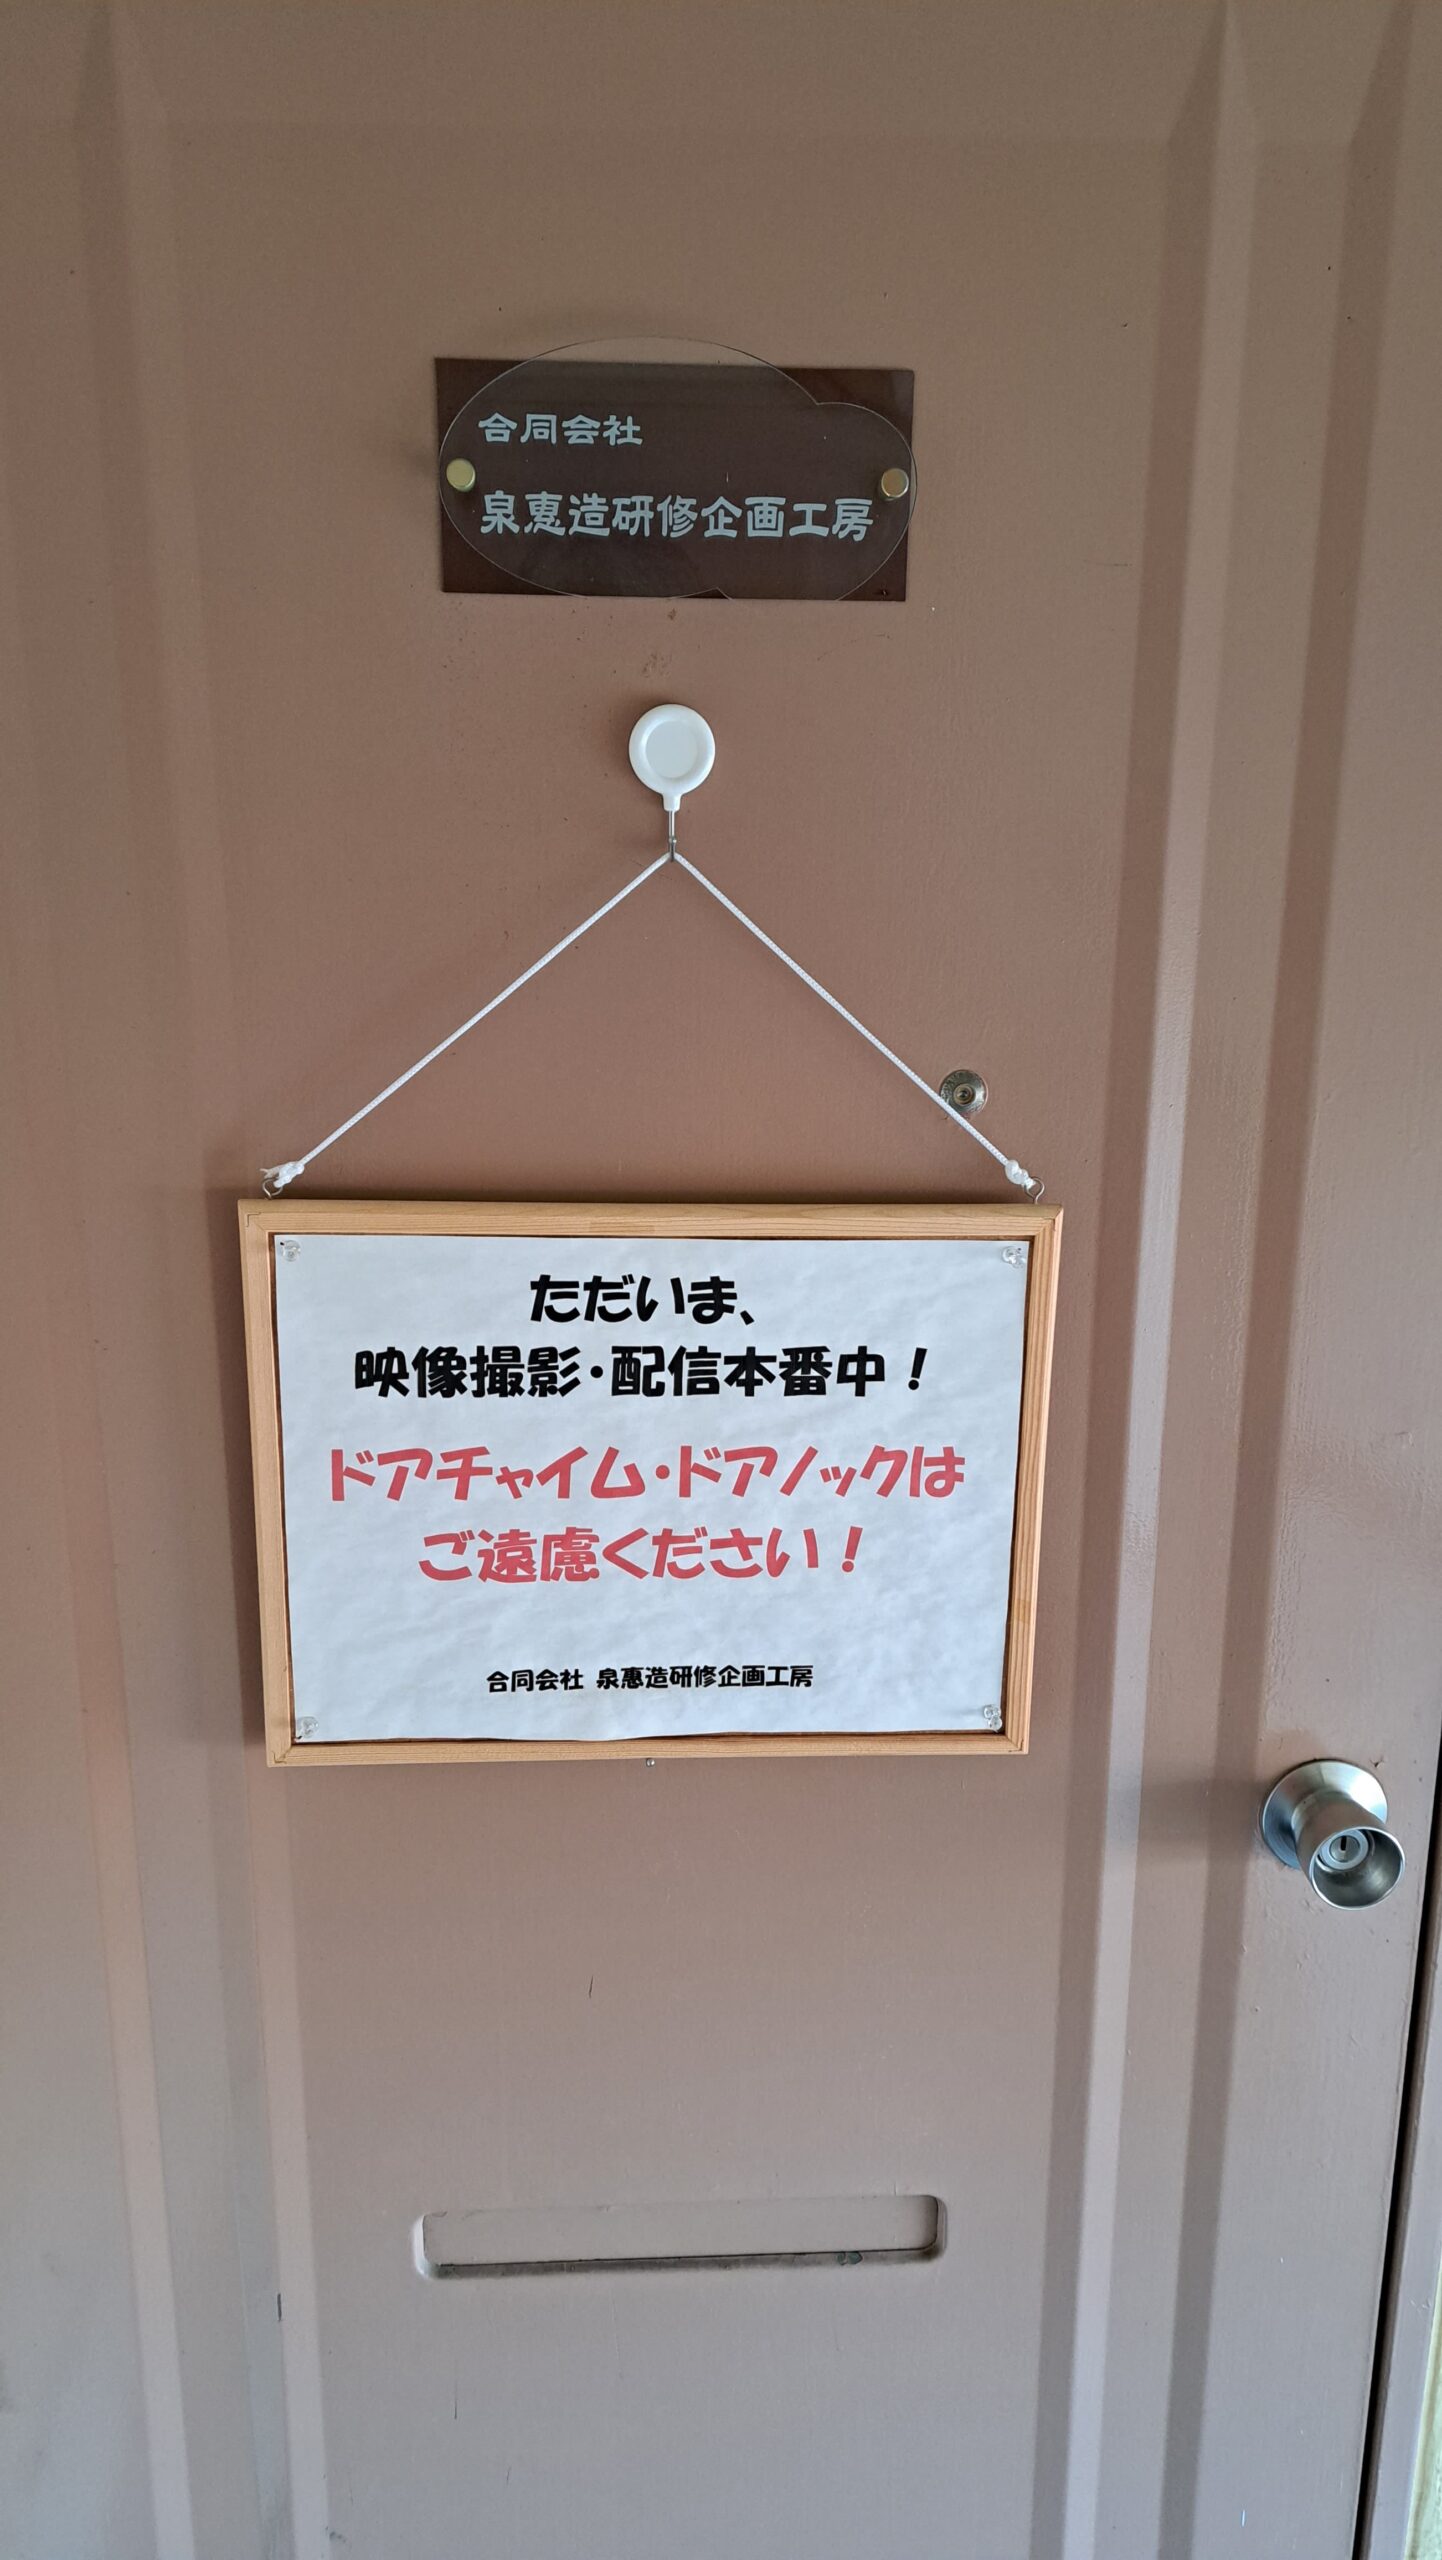 合同会社
泉惠造研修企画工房
ただいま、
映像撮影・配信本番中！
ドアチャイム・ドアノックは
ご遠慮ください！
合同会社 泉惠造研修企画工房